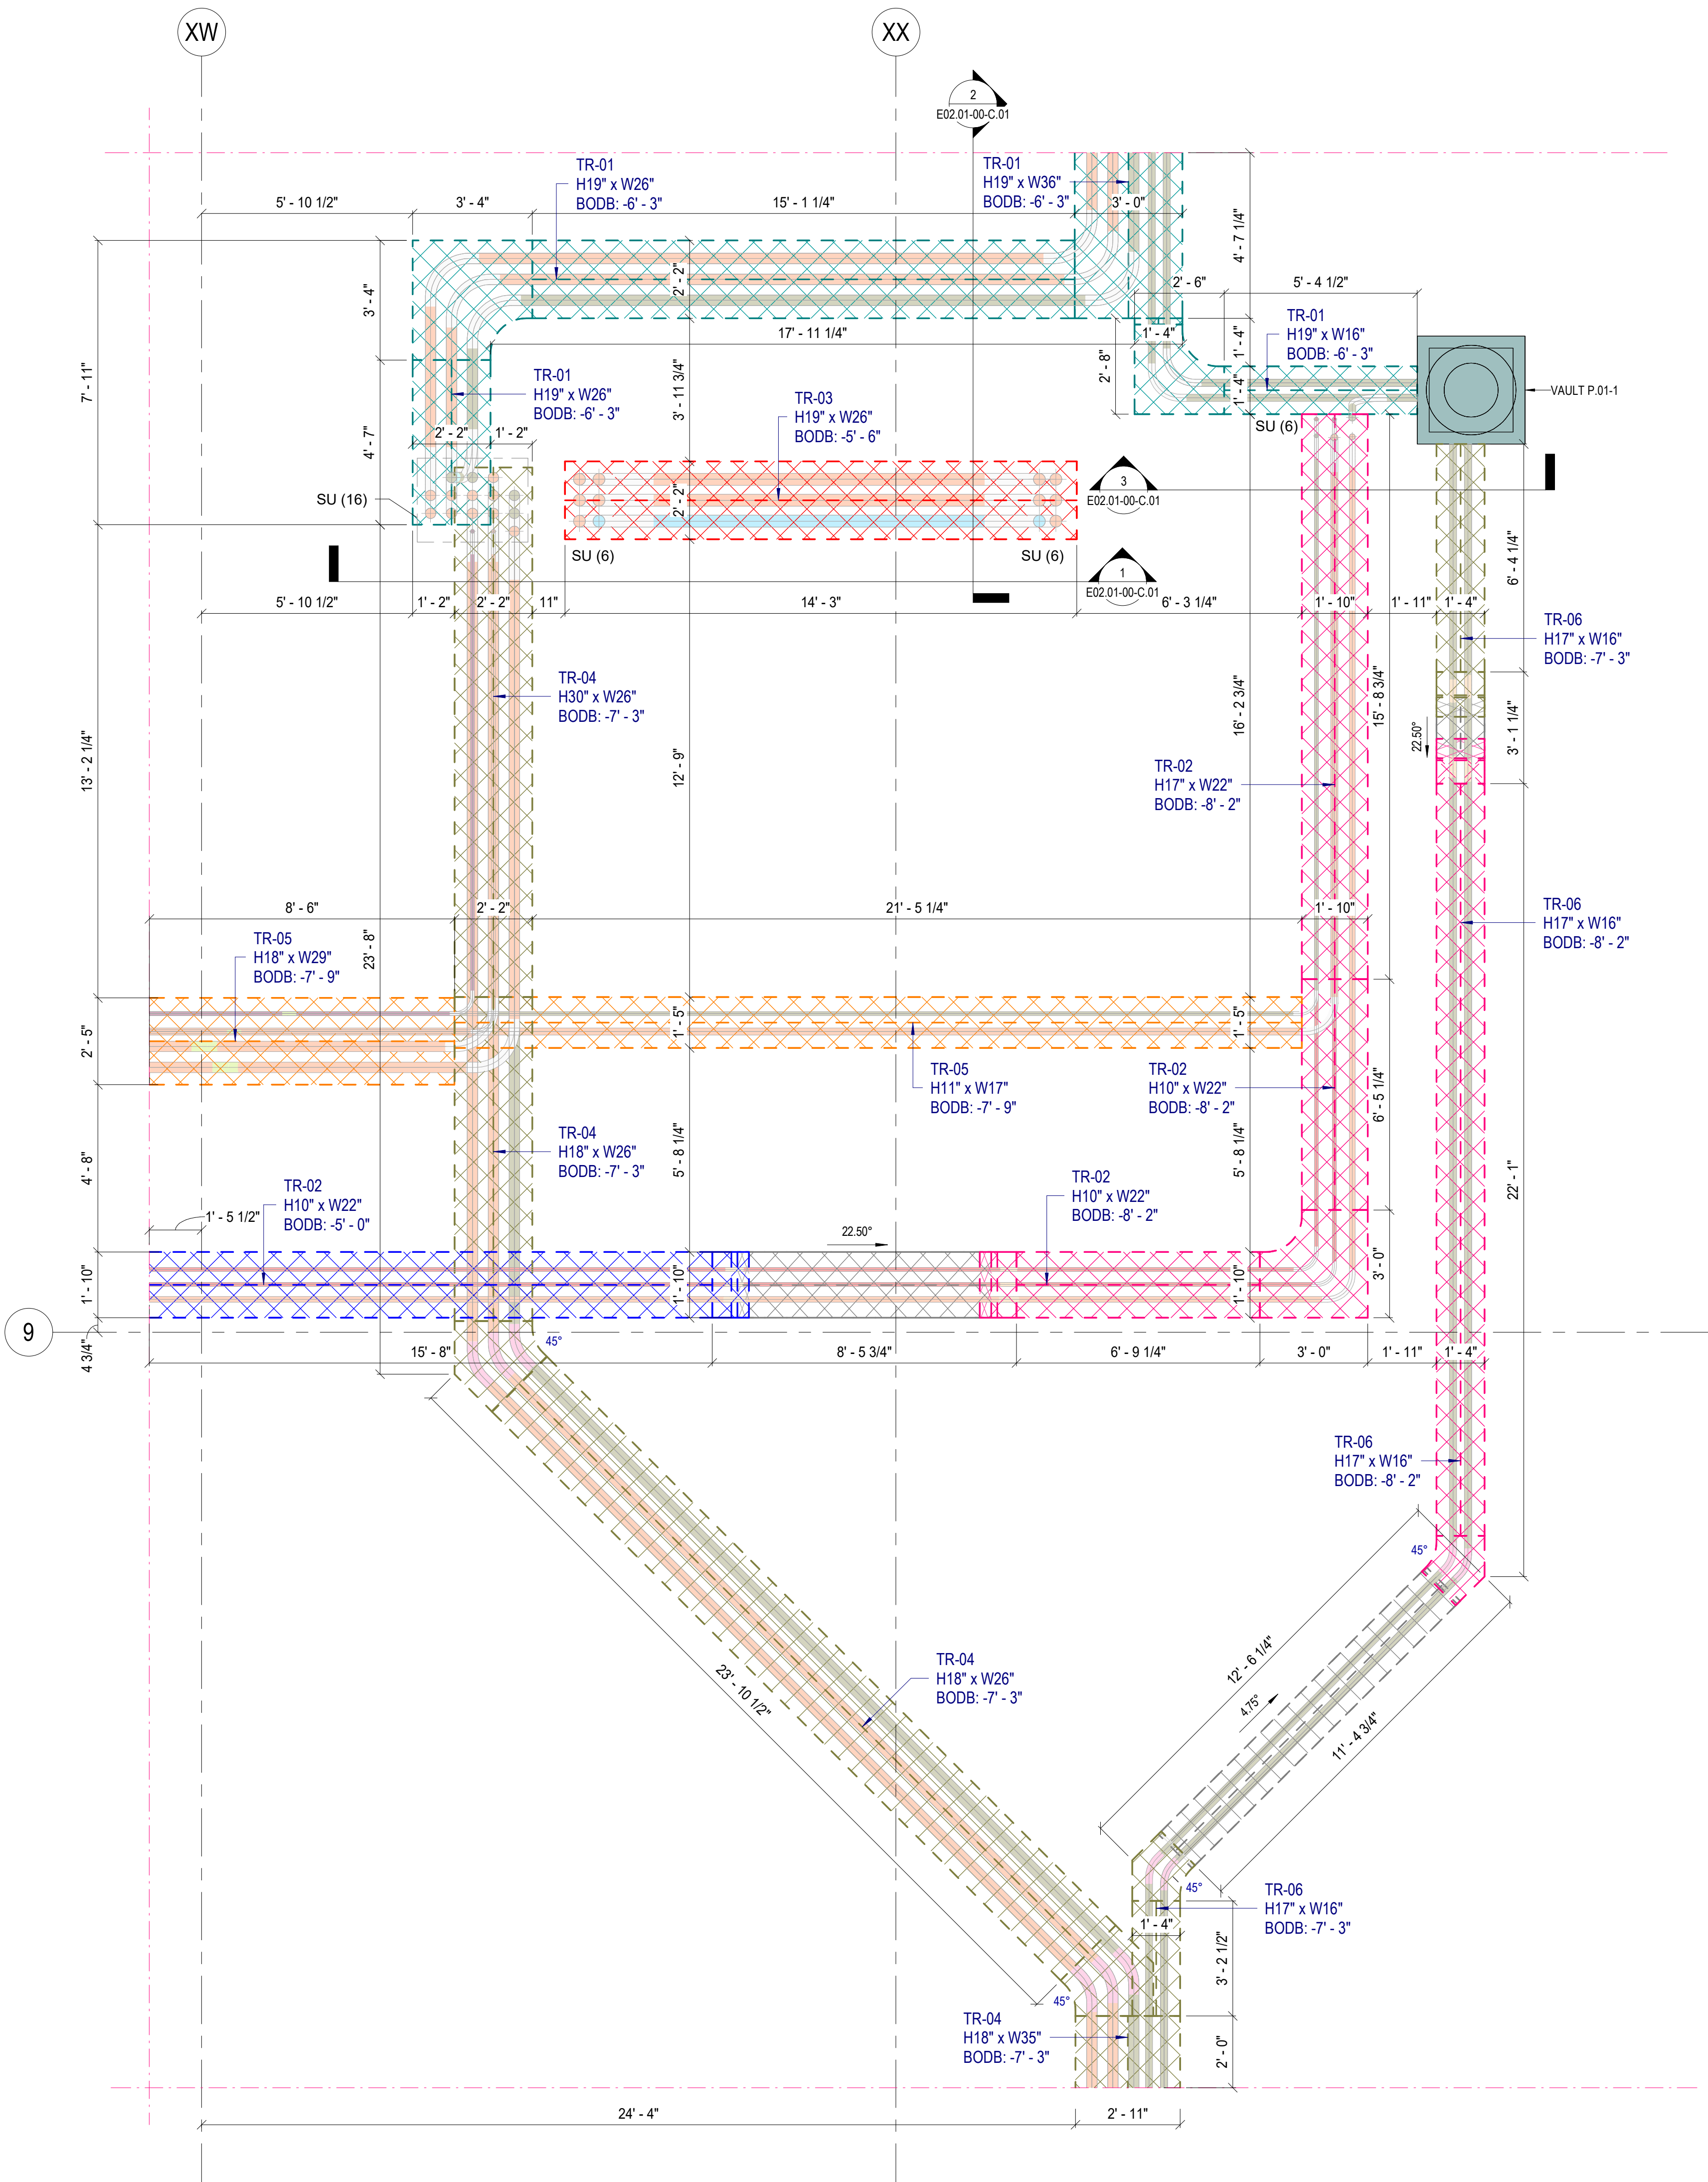 XW
XX
2
E02.01-00-C.01
TR-01
H19" x W26"
BODB: -6' - 3"
TR-01
H19" x W36"
BODB: -6' - 3"
5' - 10 1/2"
3' - 4"
15' - 1 1/4"
3' - 0"
4' - 7 1/4"
2' - 2"
2' - 6"
5' - 4 1/2"
3' - 4"
7' - 11"
17' - 11 1/4"
1' - 4"
1' - 4"
TR-01
H19" x W16"
BODB: -6' - 3"
2' - 8"
1' - 4"
VAULT P.01-1
TR-01
H19" x W26"
BODB: -6' - 3"
3' - 11 3/4"
TR-03
H19" x W26"
BODB: -5' - 6"
SU (6)
4' - 7"
2' - 2"
1' - 2"
SU (16)
2' - 2"
3
E02.01-00-C.01
SU (6)
SU (6)
6' - 4 1/4"
1
E02.01-00-C.01
5' - 10 1/2"
1' - 2"
2' - 2"
11"
14' - 3"
6' - 3 1/4"
1' - 10"
1' - 11"
1' - 4"
TR-06
H17" x W16"
BODB: -7' - 3"
TR-04
H30" x W26"
BODB: -7' - 3"
13' - 2 1/4"
12' - 9"
16' - 2 3/4"
15' - 8 3/4"
22.50°
3' - 1 1/4"
TR-02
H17" x W22"
BODB: -8' - 2"
8' - 6"
2' - 2"
21' - 5 1/4"
1' - 10"
TR-06
H17" x W16"
BODB: -8' - 2"
23' - 8"
TR-05
H18" x W29"
BODB: -7' - 9"
2' - 5"
1' - 5"
1' - 5"
TR-05
H11" x W17"
BODB: -7' - 9"
TR-02
H10" x W22"
BODB: -8' - 2"
6' - 5 1/4"
4' - 8"
TR-04
H18" x W26"
BODB: -7' - 3"
5' - 8 1/4"
5' - 8 1/4"
22' - 1"
TR-02
H10" x W22"
BODB: -5' - 0"
1' - 5 1/2"
TR-02
H10" x W22"
BODB: -8' - 2"
22.50°
1' - 10"
1' - 10"
1' - 10"
3' - 0"
9
4 3/4"
45°
15' - 8"
8' - 5 3/4"
6' - 9 1/4"
3' - 0"
1' - 11"
1' - 4"
TR-06
H17" x W16"
BODB: -8' - 2"
45°
23' - 10 1/2"
TR-04
H18" x W26"
BODB: -7' - 3"
12' - 6 1/4"
4.75°
11' - 4 3/4"
45°
TR-06
H17" x W16"
BODB: -7' - 3"
1' - 4"
3' - 2 1/2"
45°
TR-04
H18" x W35"
BODB: -7' - 3"
2' - 0"
24' - 4"
2' - 11"